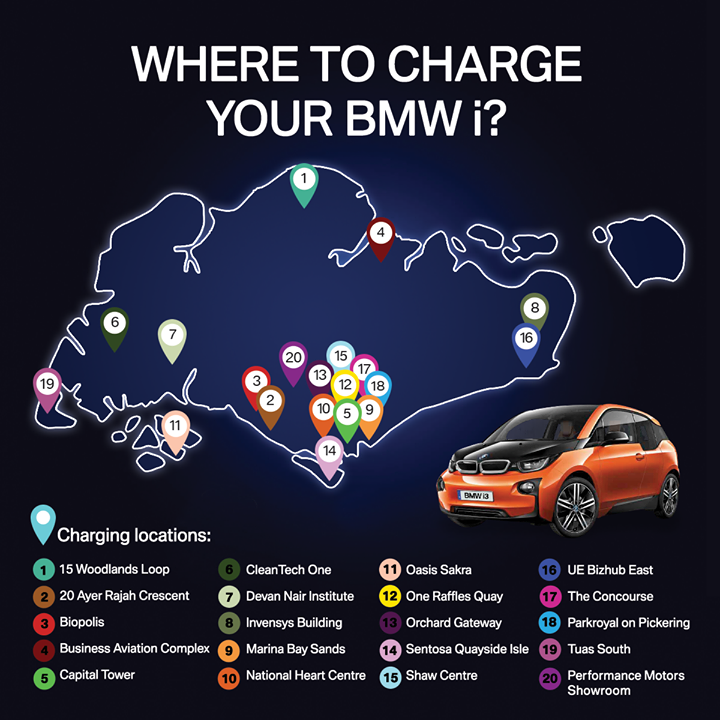 WHERE TO CHARGE
YOUR BMW i?
1
4
8
6
7
16
15
20
17
13
19
3
12
18
2
10
5
9
11
14
BMW i3
Charging locations:
1 15 Woodlands Loop
2 20 Ayer Rajah Crescent
3 Biopolis
4 Business Aviation Complex
5 Capital Tower
6 CleanTech One
7 Devan Nair Institute
8 Invensys Building
9 Marina Bay Sands
10 National Heart Centre
11 Oasis Sakra
12 One Raffles Quay
13 Orchard Gateway
14 Sentosa Quayside Isle
15 Shaw Centre
16 UE Bizhub East
17 The Concourse
18 Parkroyal on Pickering
19 Tuas South
20 Performance Motors
Showroom